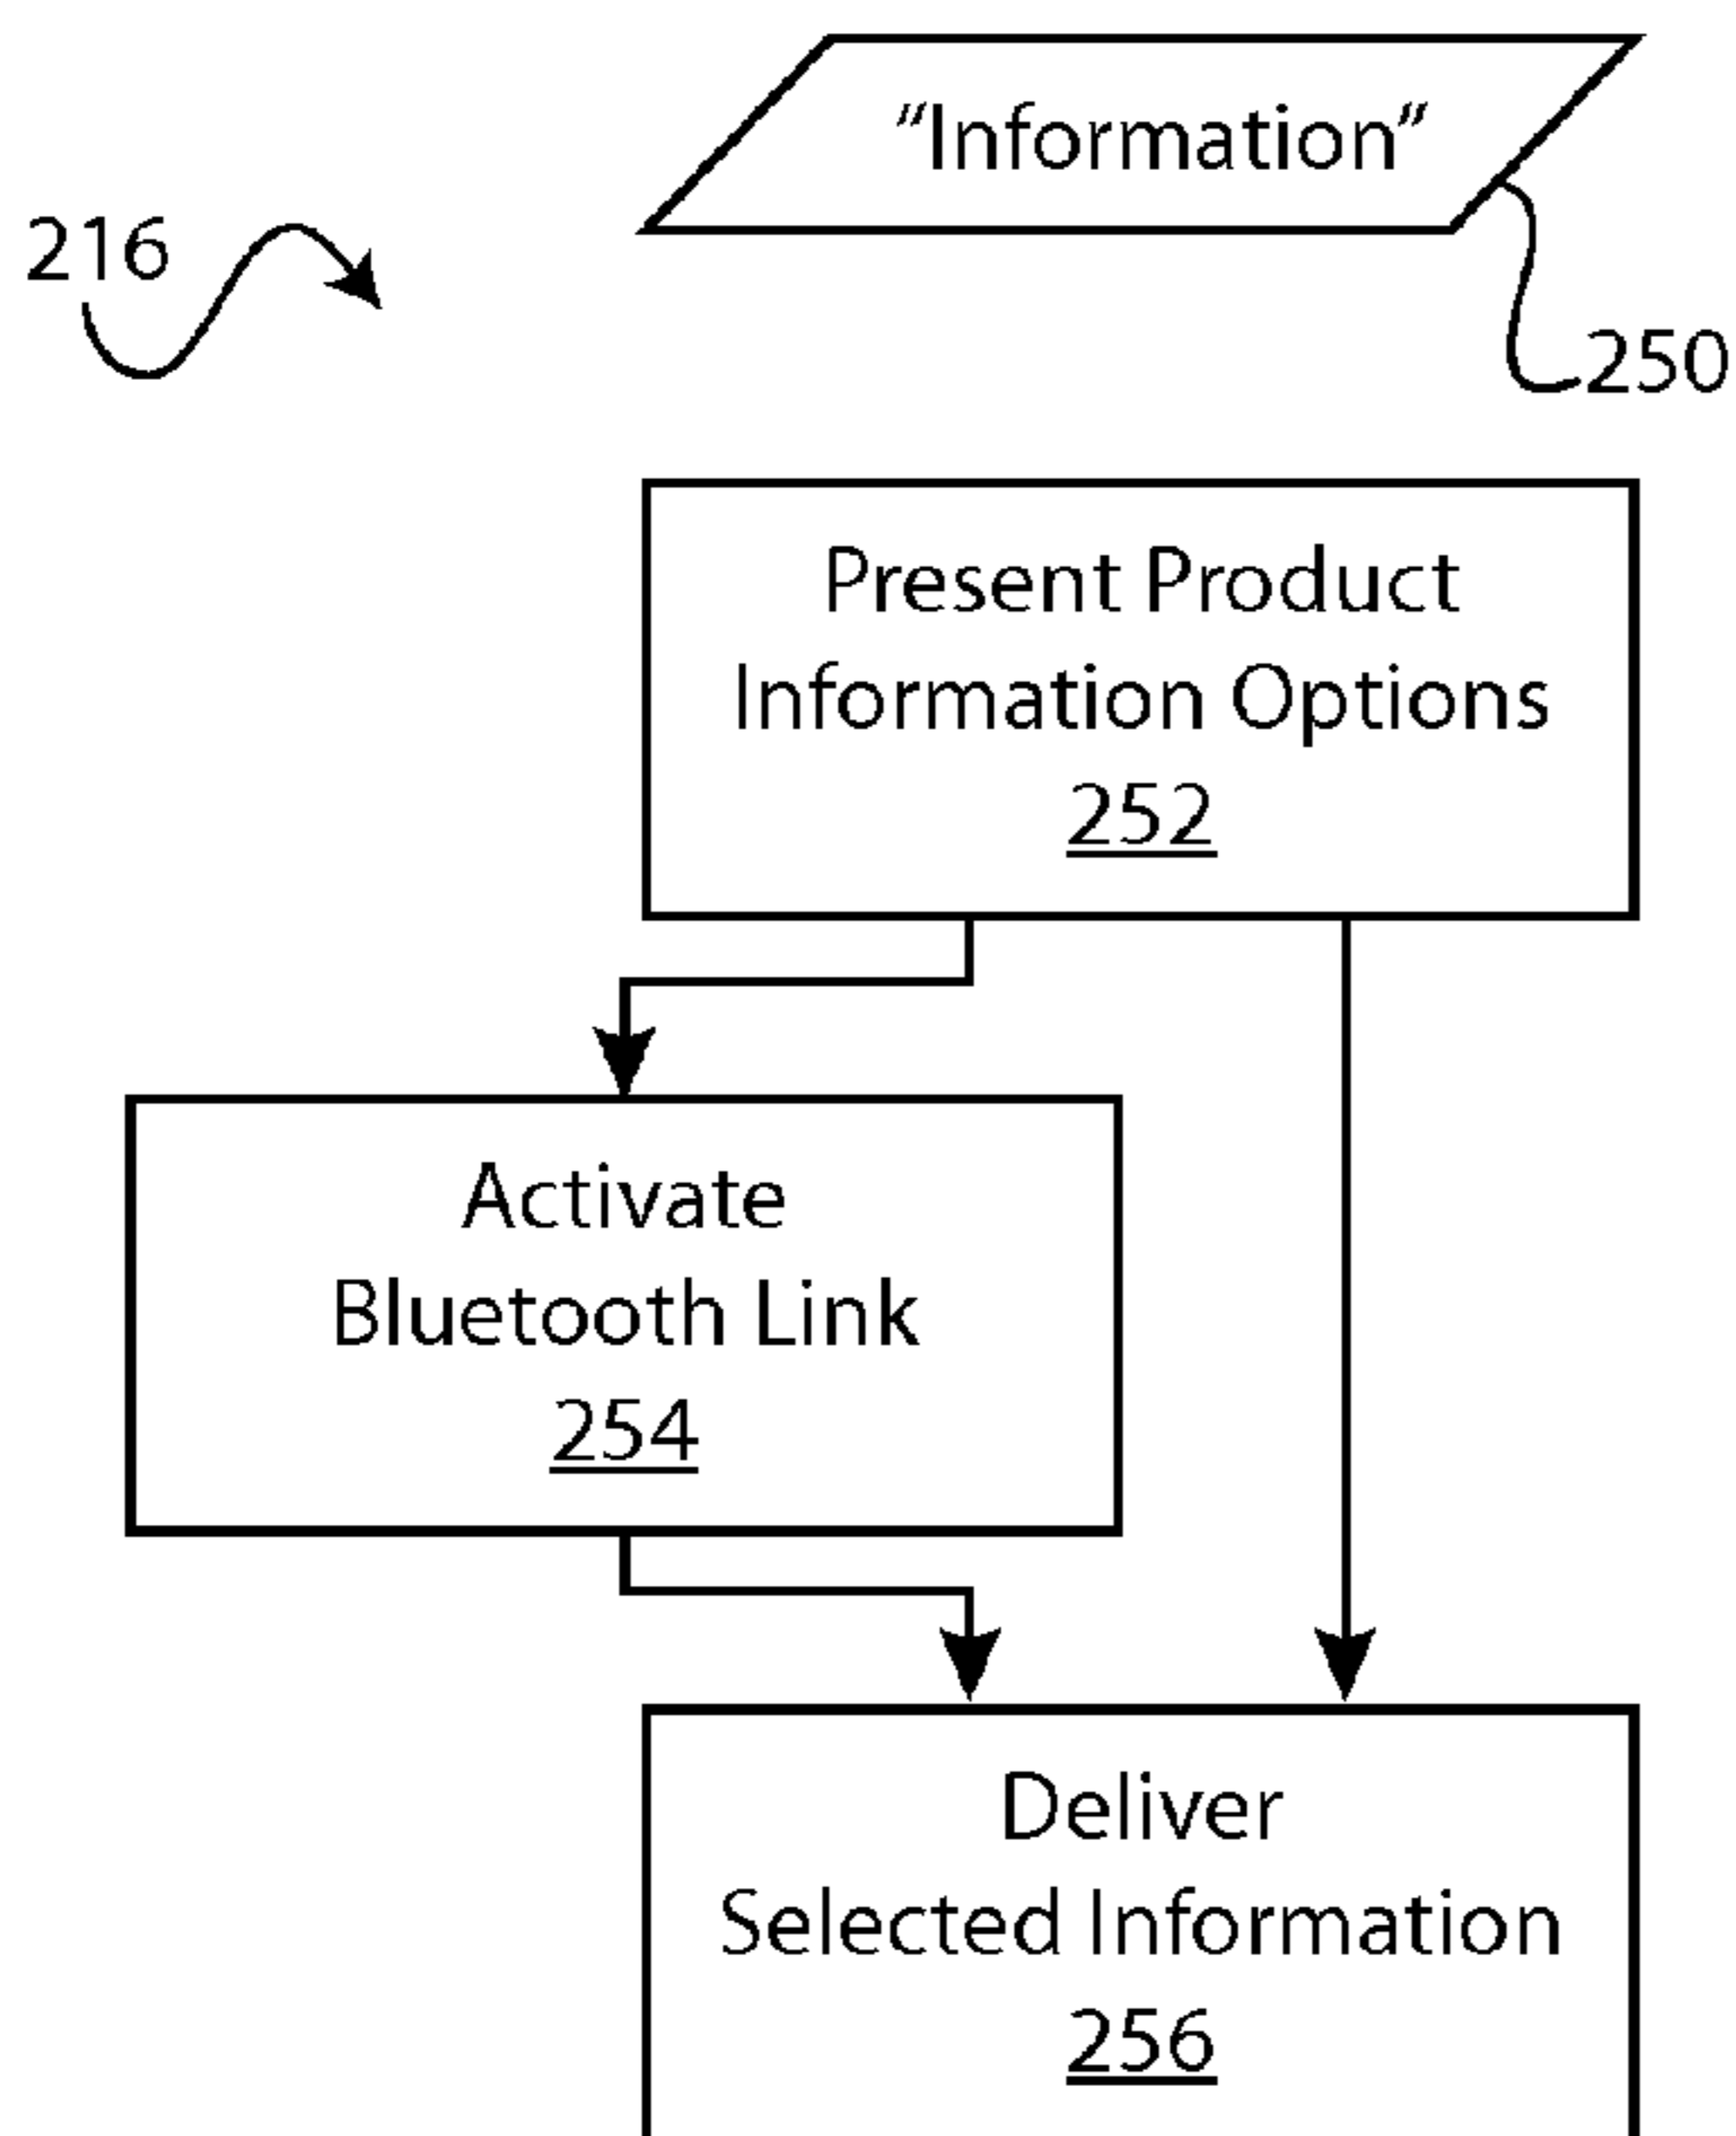 "Information"
216
250
Present Product
Information Options
252
Activate
Bluetooth Link
254
Deliver
Selected Information
256